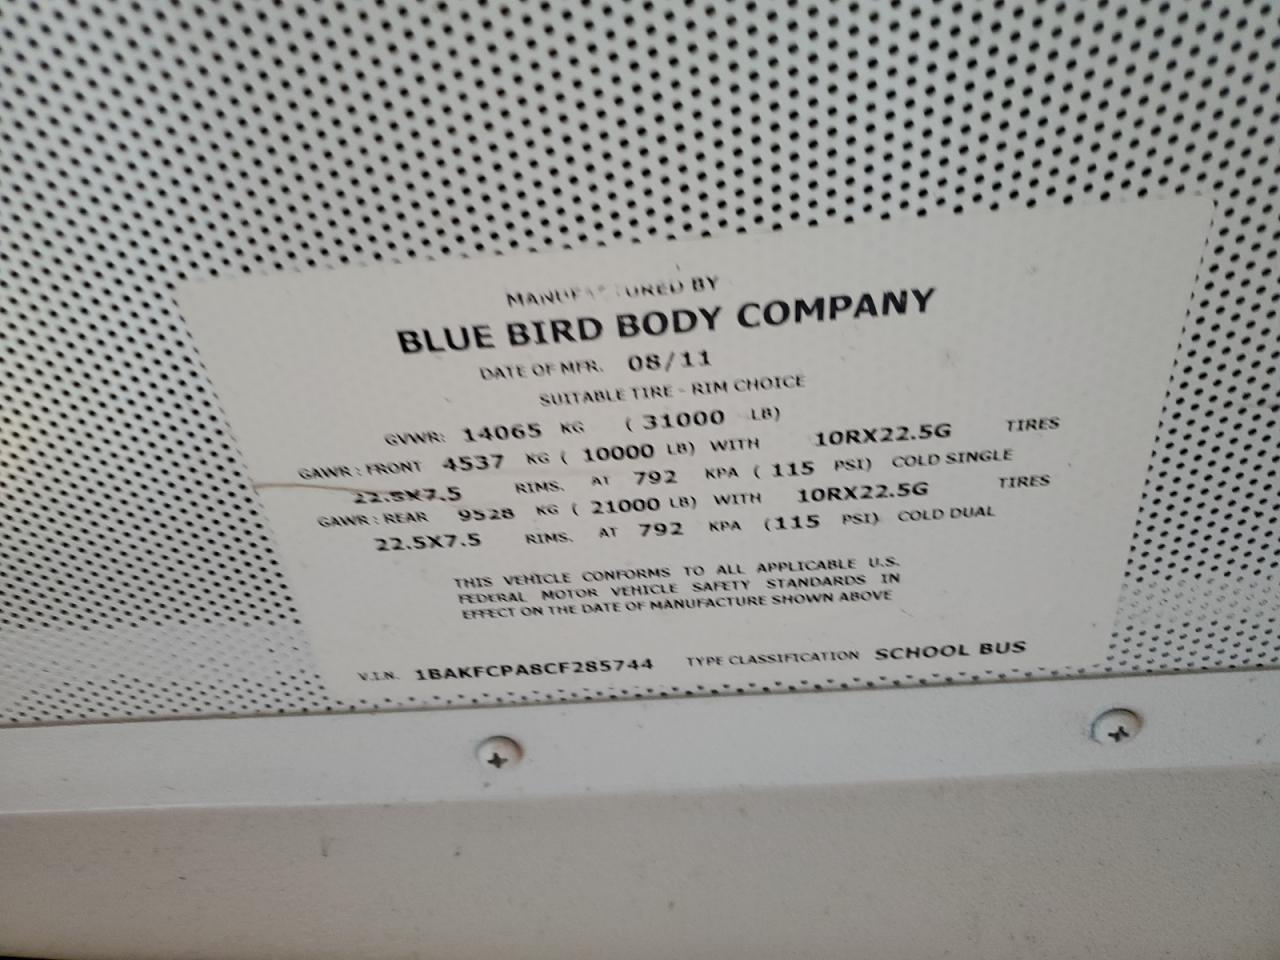 MANUFACTURED BY
BLUE BIRD BODY COMPANY
DATE OF MFR. 08/11
SUITABLE TIRE - RIM CHOICE
GVWR: 14065 KG ( 31000 LB)
GAWR : FRONT 4537 KG ( 10000 LB) WITH 10RX22.5G TIRES
22.5X7.5 RIMS. AT 792 KPA ( 115 PSI) COLD SINGLE
GAWR : REAR 9528 KG ( 21000 LB) WITH 10RX22.5G TIRES
22.5X7.5 RIMS. AT 792 KPA (115 PSI) COLD DUAL
THIS VEHICLE CONFORMS TO ALL APPLICABLE U.S.
FEDERAL MOTOR VEHICLE SAFETY STANDARDS IN
EFFECT ON THE DATE OF MANUFACTURE SHOWN ABOVE
V.I.N. 1BAKFCPA8CF285744 TYPE CLASSIFICATION SCHOOL BUS